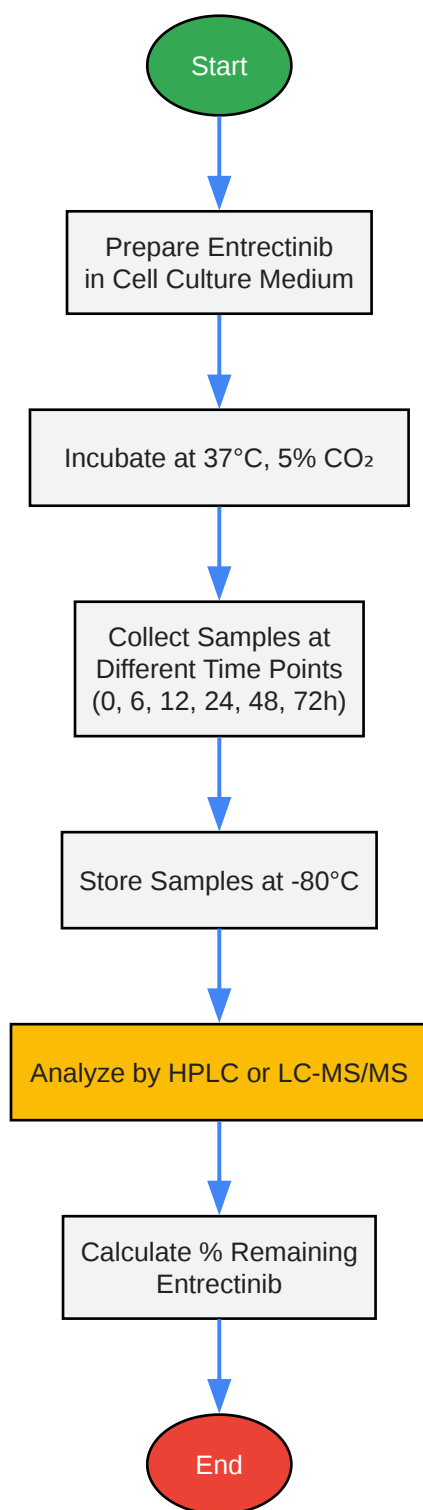 Start
Prepare Entrectinib
in Cell Culture Medium
Incubate at 37°C, 5% CO₂
Collect Samples at
Different Time Points
(0, 6, 12, 24, 48, 72h)
Store Samples at -80°C
Analyze by HPLC or LC-MS/MS
Calculate % Remaining
Entrectinib
End